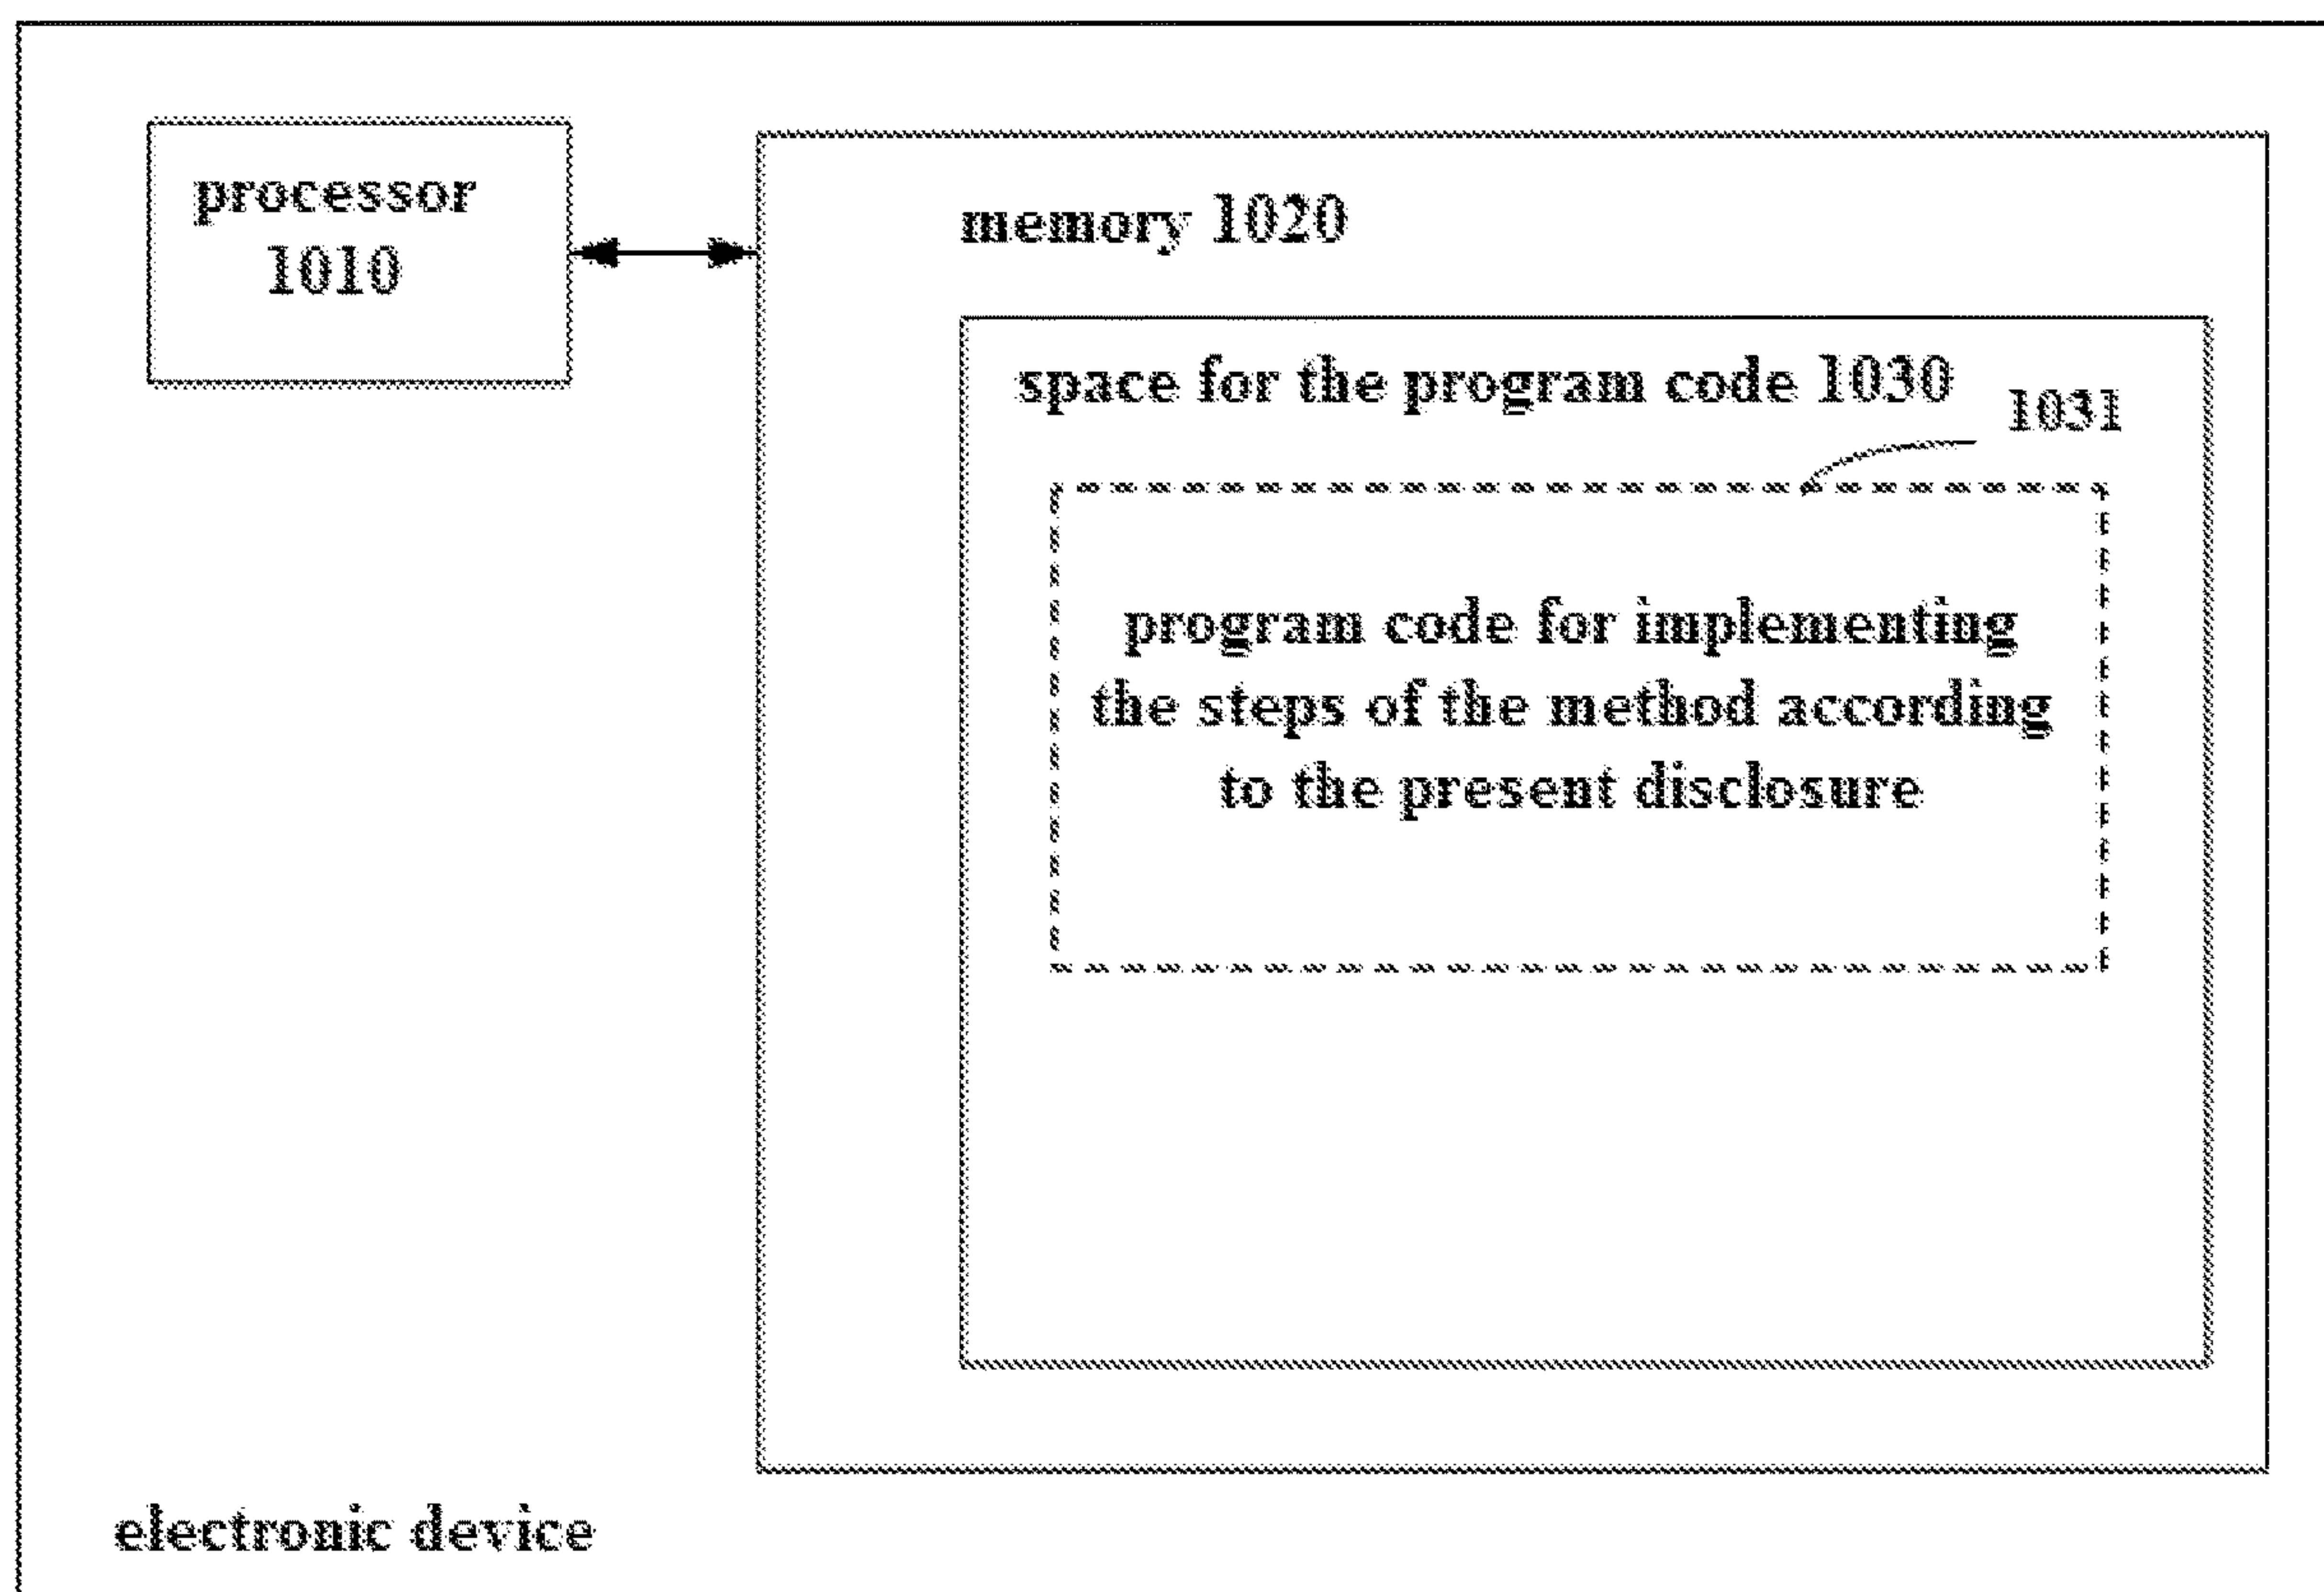 processor
1010
memory 1020
space for the program code 1030
1031
program code for implementing
the steps of the method according
to the present disclosure
electronic device